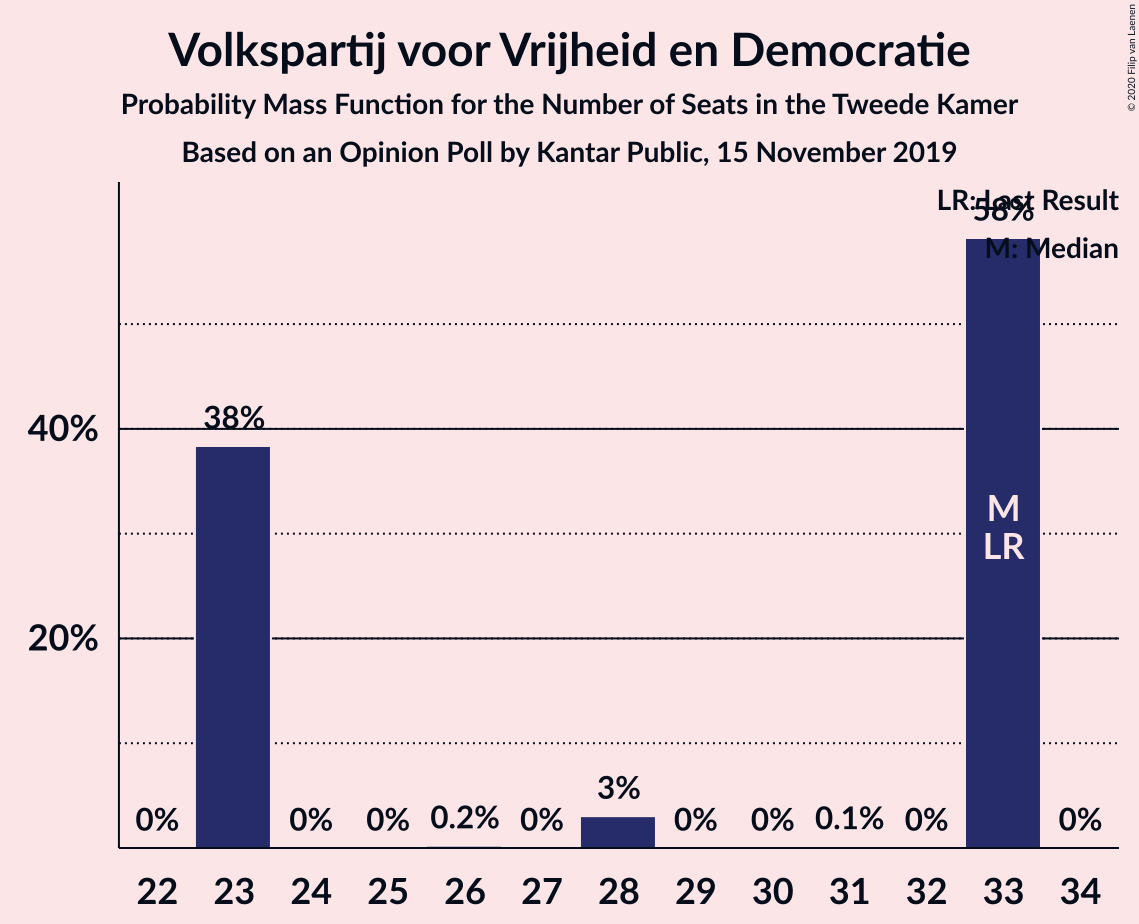 Volkspartij voor Vrijheid en Democratie
Probability Mass Function for the Number of Seats in the Tweede Kamer
Based on an Opinion Poll by Kantar Public, 15 November 2019
© 2020 Filip van Laenen
LR: Last Result
M: Median
58%
40%
38%
M
LR
20%
0% 0% 0% 0.2% 0% 3% 0% 0% 0.1% 0% 0%
22 23 24 25 26 27 28 29 30 31 32 33 34